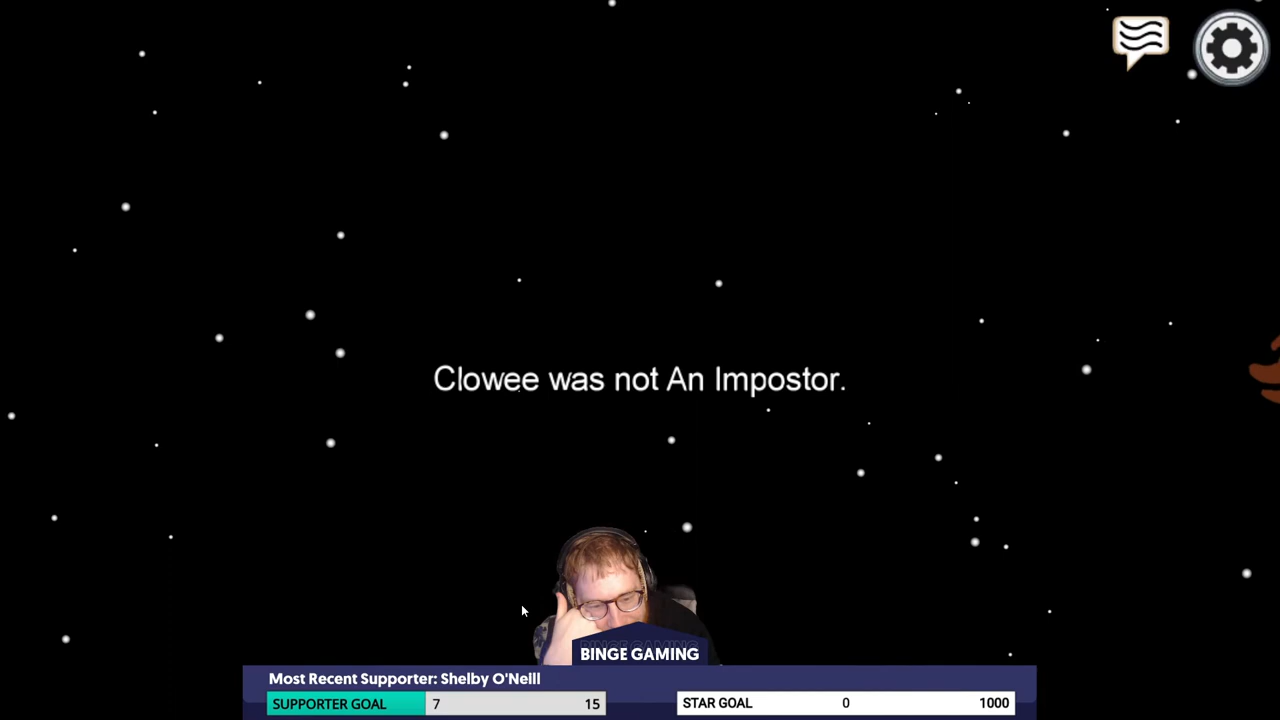 Clowee was not An Impostor.
BINGE GAMING
Most Recent Supporter: Shelby O'Neill
SUPPORTER GOAL 7 15
STAR GOAL 0 1000